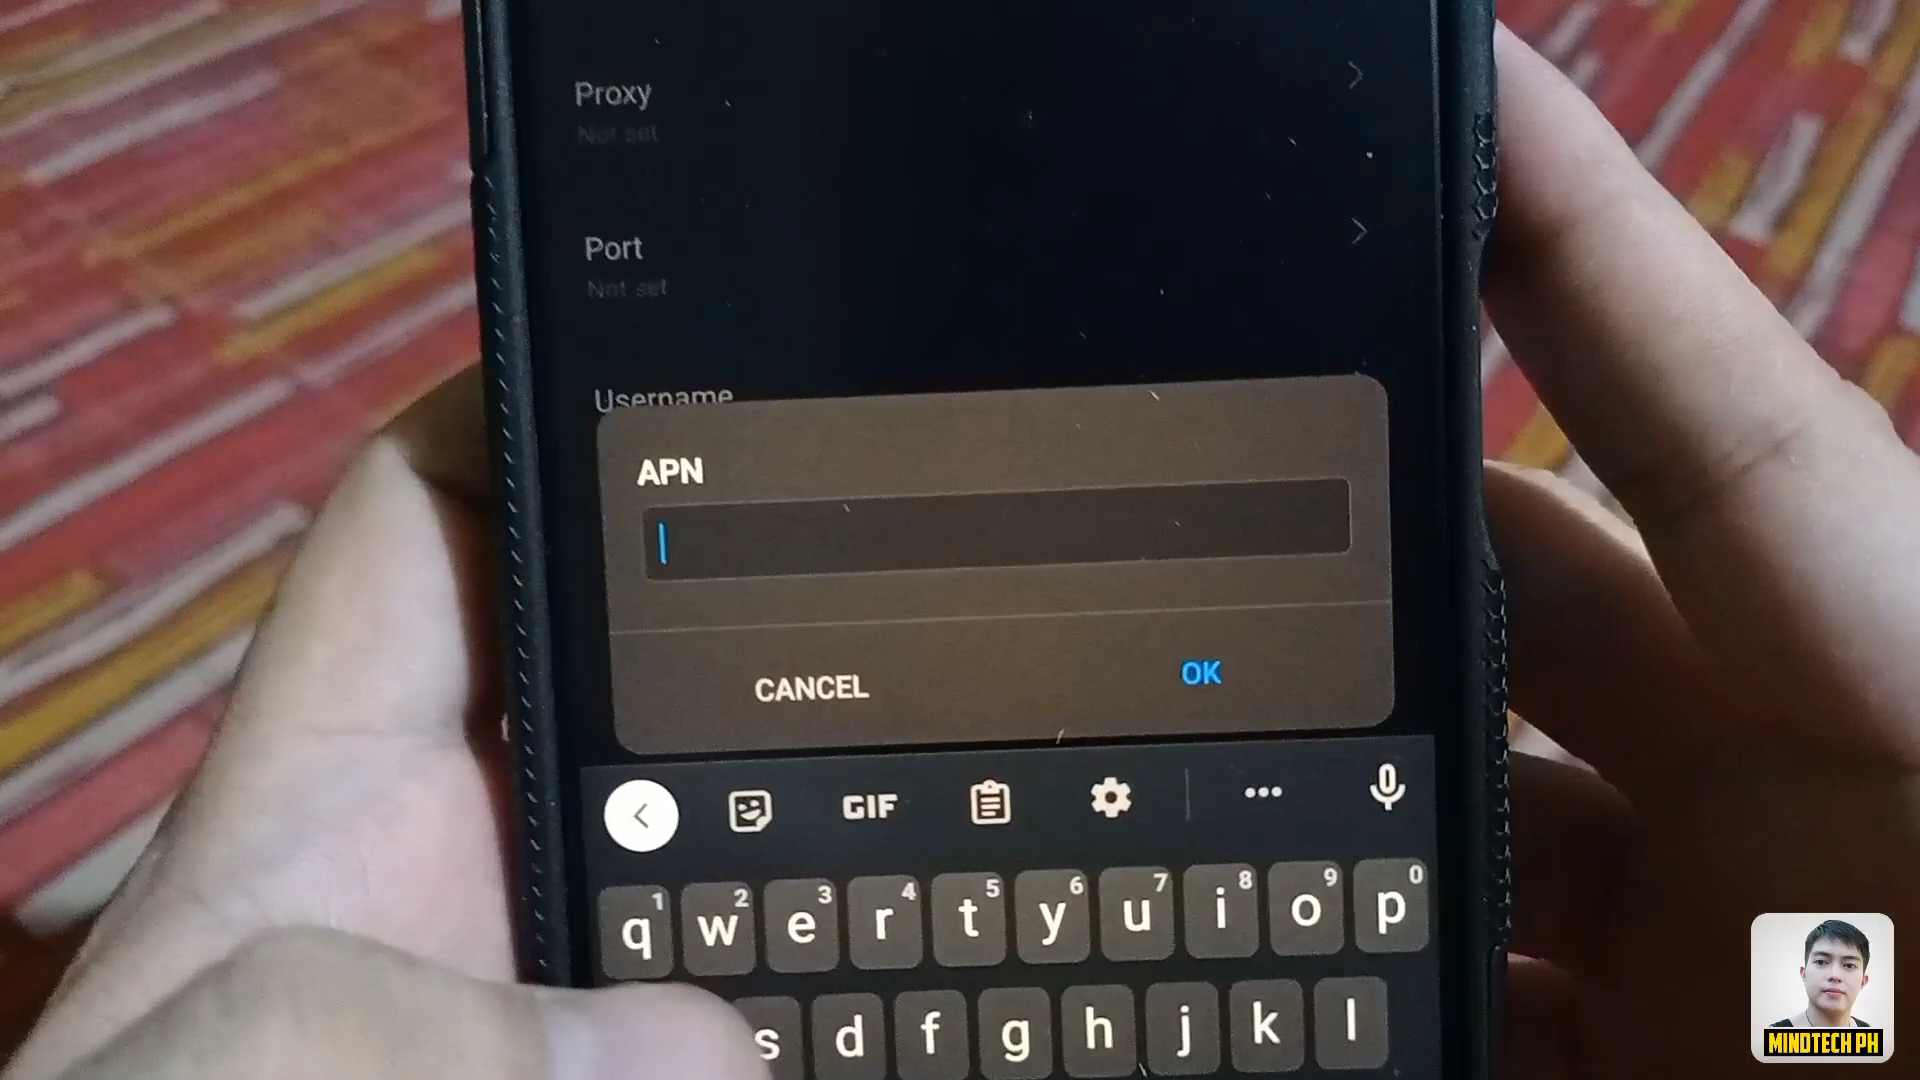 Proxy
Not set
Port
Not set
Username
APN
CANCEL
OK
GIF
q1 w2 e3 r4 t5 y6 u7 i8 o9 p0
s d f g h j k l
MINDTECH PH